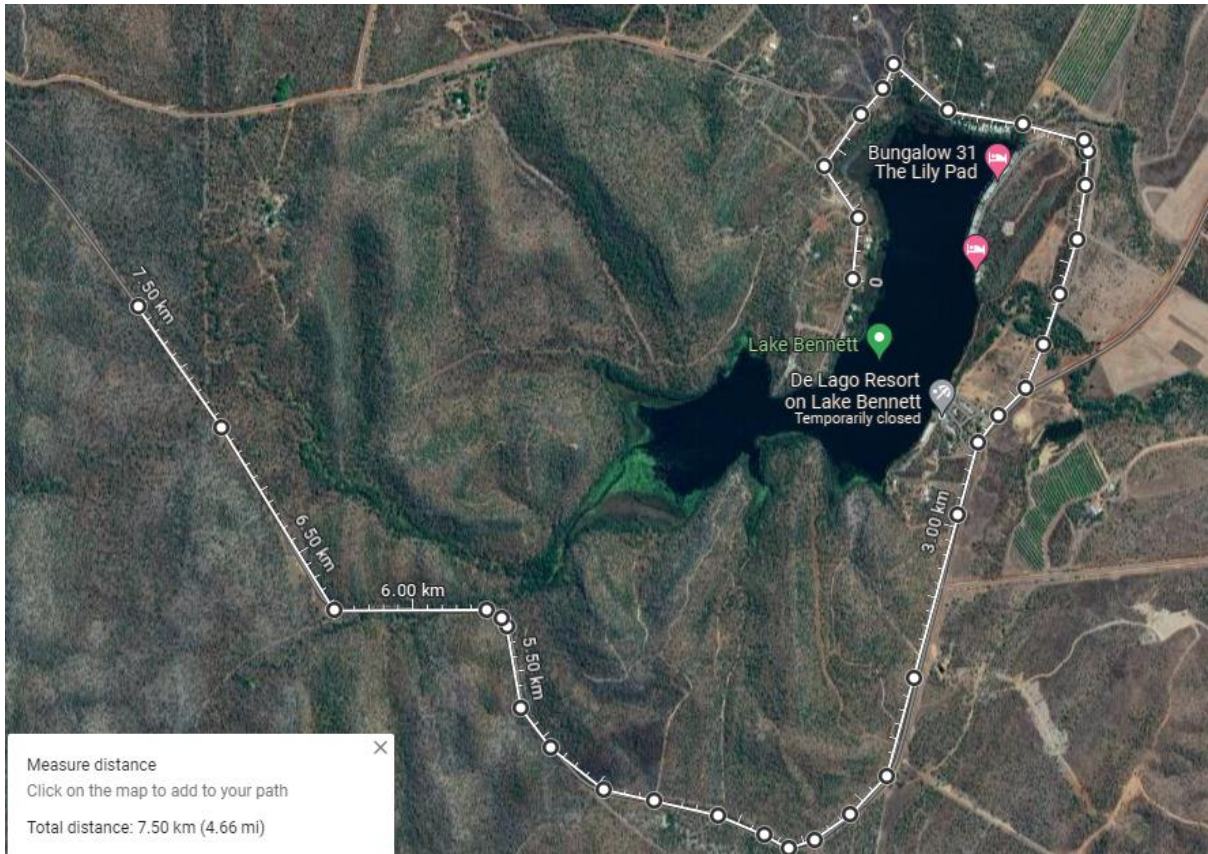 Bungalow 31
The Lily Pad
7.50 km
0
Lake Bennett
De Lago Resort
on Lake Bennett
Temporarily closed
3.00 km
6.50 km
6.00 km
5.50 km
Measure distance
Click on the map to add to your path
Total distance: 7.50 km (4.66 mi)